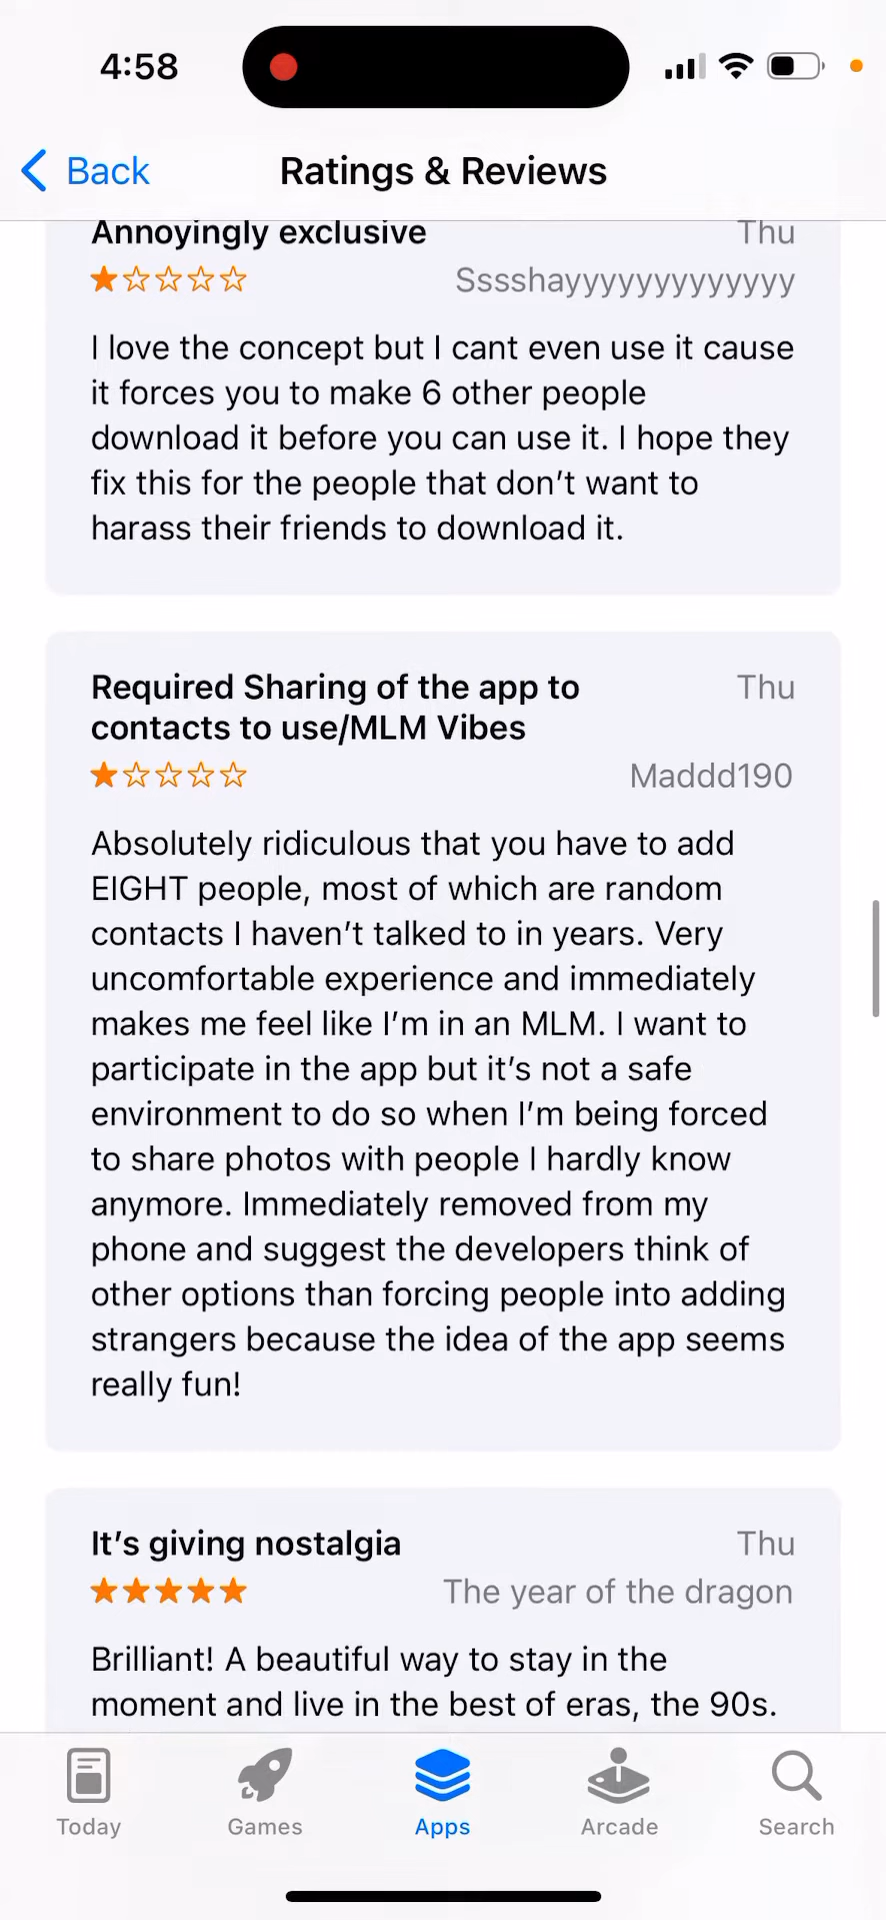 4:58
Back
Ratings & Reviews
Annoyingly exclusive
Thu
Sssshayyyyyyyyyyyyy
I love the concept but I cant even use it cause
it forces you to make 6 other people
download it before you can use it. I hope they
fix this for the people that don’t want to
harass their friends to download it.
Required Sharing of the app to
contacts to use/MLM Vibes
Thu
Maddd190
Absolutely ridiculous that you have to add
EIGHT people, most of which are random
contacts I haven’t talked to in years. Very
uncomfortable experience and immediately
makes me feel like I’m in an MLM. I want to
participate in the app but it’s not a safe
environment to do so when I’m being forced
to share photos with people I hardly know
anymore. Immediately removed from my
phone and suggest the developers think of
other options than forcing people into adding
strangers because the idea of the app seems
really fun!
It’s giving nostalgia
Thu
The year of the dragon
Brilliant! A beautiful way to stay in the
moment and live in the best of eras, the 90s.
Today
Games
Apps
Arcade
Search